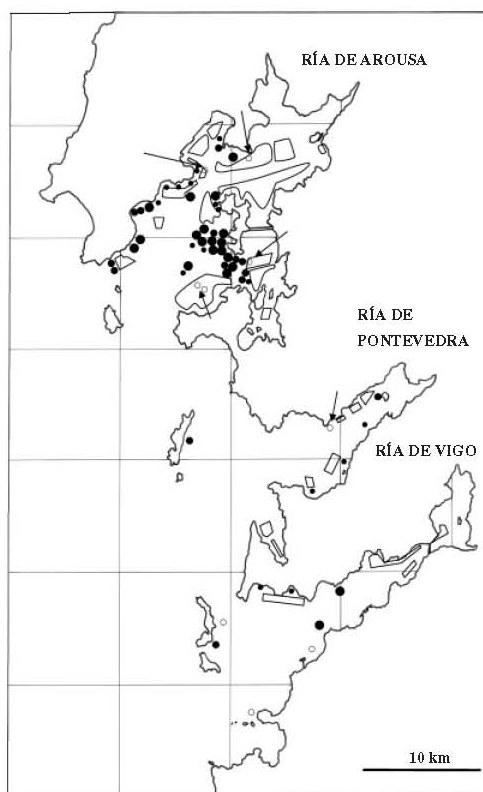 RÍA DE AROUSA
RÍA DE
PONTEVEDRA
RÍA DE VIGO
10 km